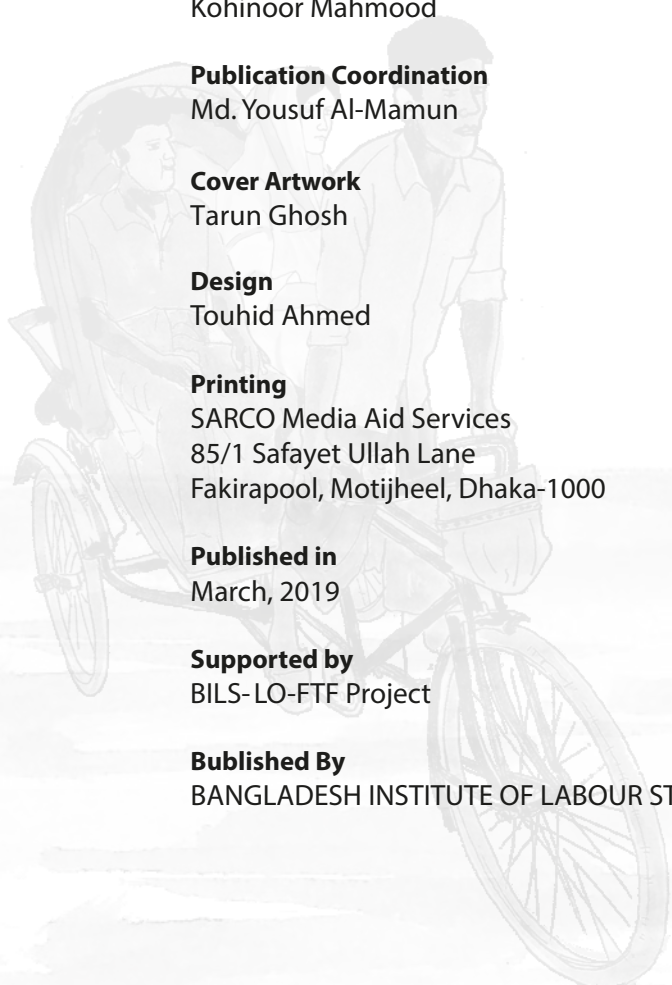 Kohinoor Mahmood
Publication Coordination
Md. Yousuf Al-Mamun
Cover Artwork
Tarun Ghosh
Design
Touhid Ahmed
Printing
SARCO Media Aid Services
85/1 Safayet Ullah Lane
Fakirapool, Motijheel, Dhaka-1000
Published in
March, 2019
Supported by
BILS-LO-FTF Project
Bublished By
BANGLADESH INSTITUTE OF LABOUR